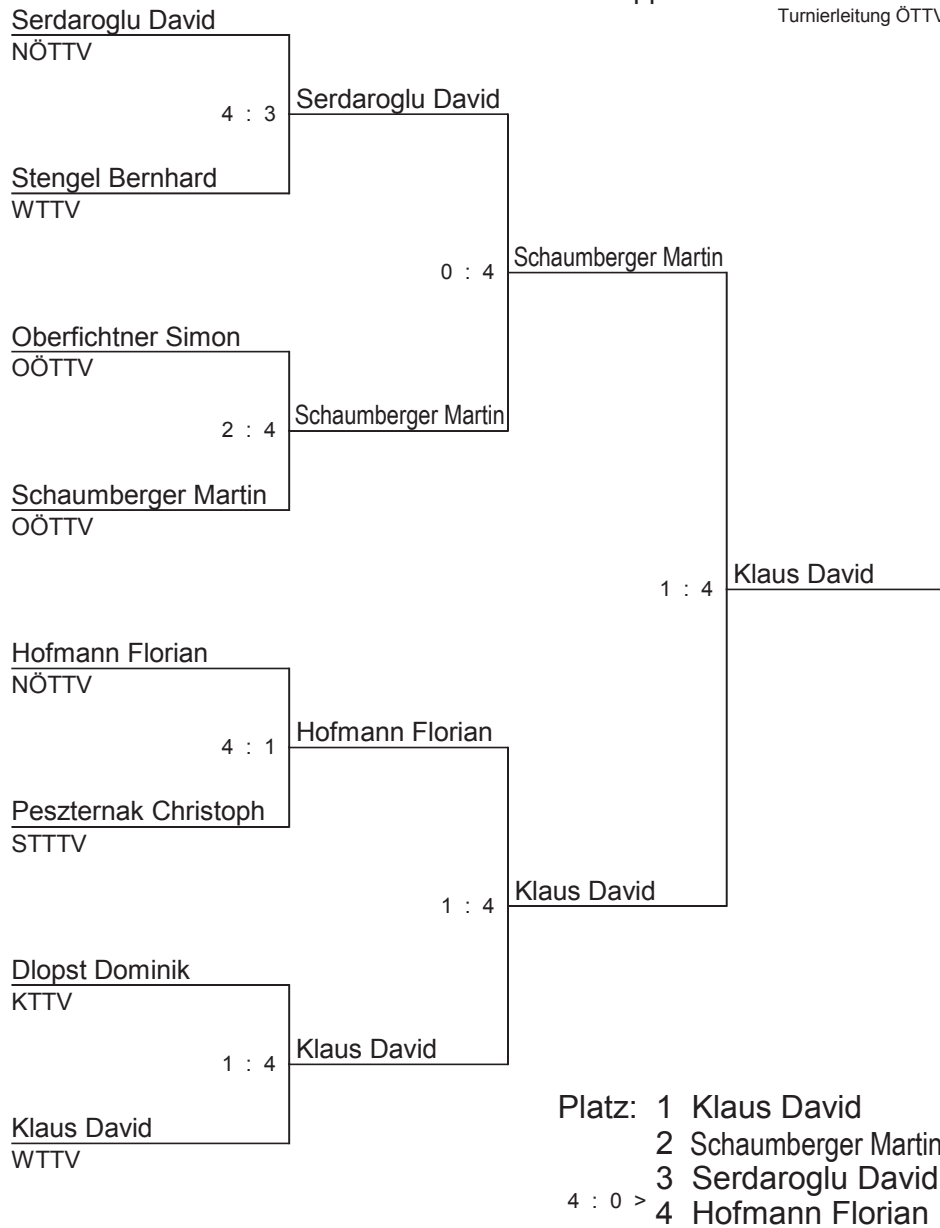 Turnierleitung ÖTTV
Serdaroglu David
NÖTTV
4 : 3
Serdaroglu David
Stengel Bernhard
WTTV
0 : 4
Schaumberger Martin
Oberfichtner Simon
OÖTTV
2 : 4
Schaumberger Martin
Schaumberger Martin
OÖTTV
1 : 4
Klaus David
Hofmann Florian
NÖTTV
4 : 1
Hofmann Florian
Peszternak Christoph
STTTV
1 : 4
Klaus David
Dlopst Dominik
KTTV
1 : 4
Klaus David
Klaus David
WTTV
Platz: 1 Klaus David
2 Schaumberger Martin
3 Serdaroglu David
4 : 0 >
4 Hofmann Florian